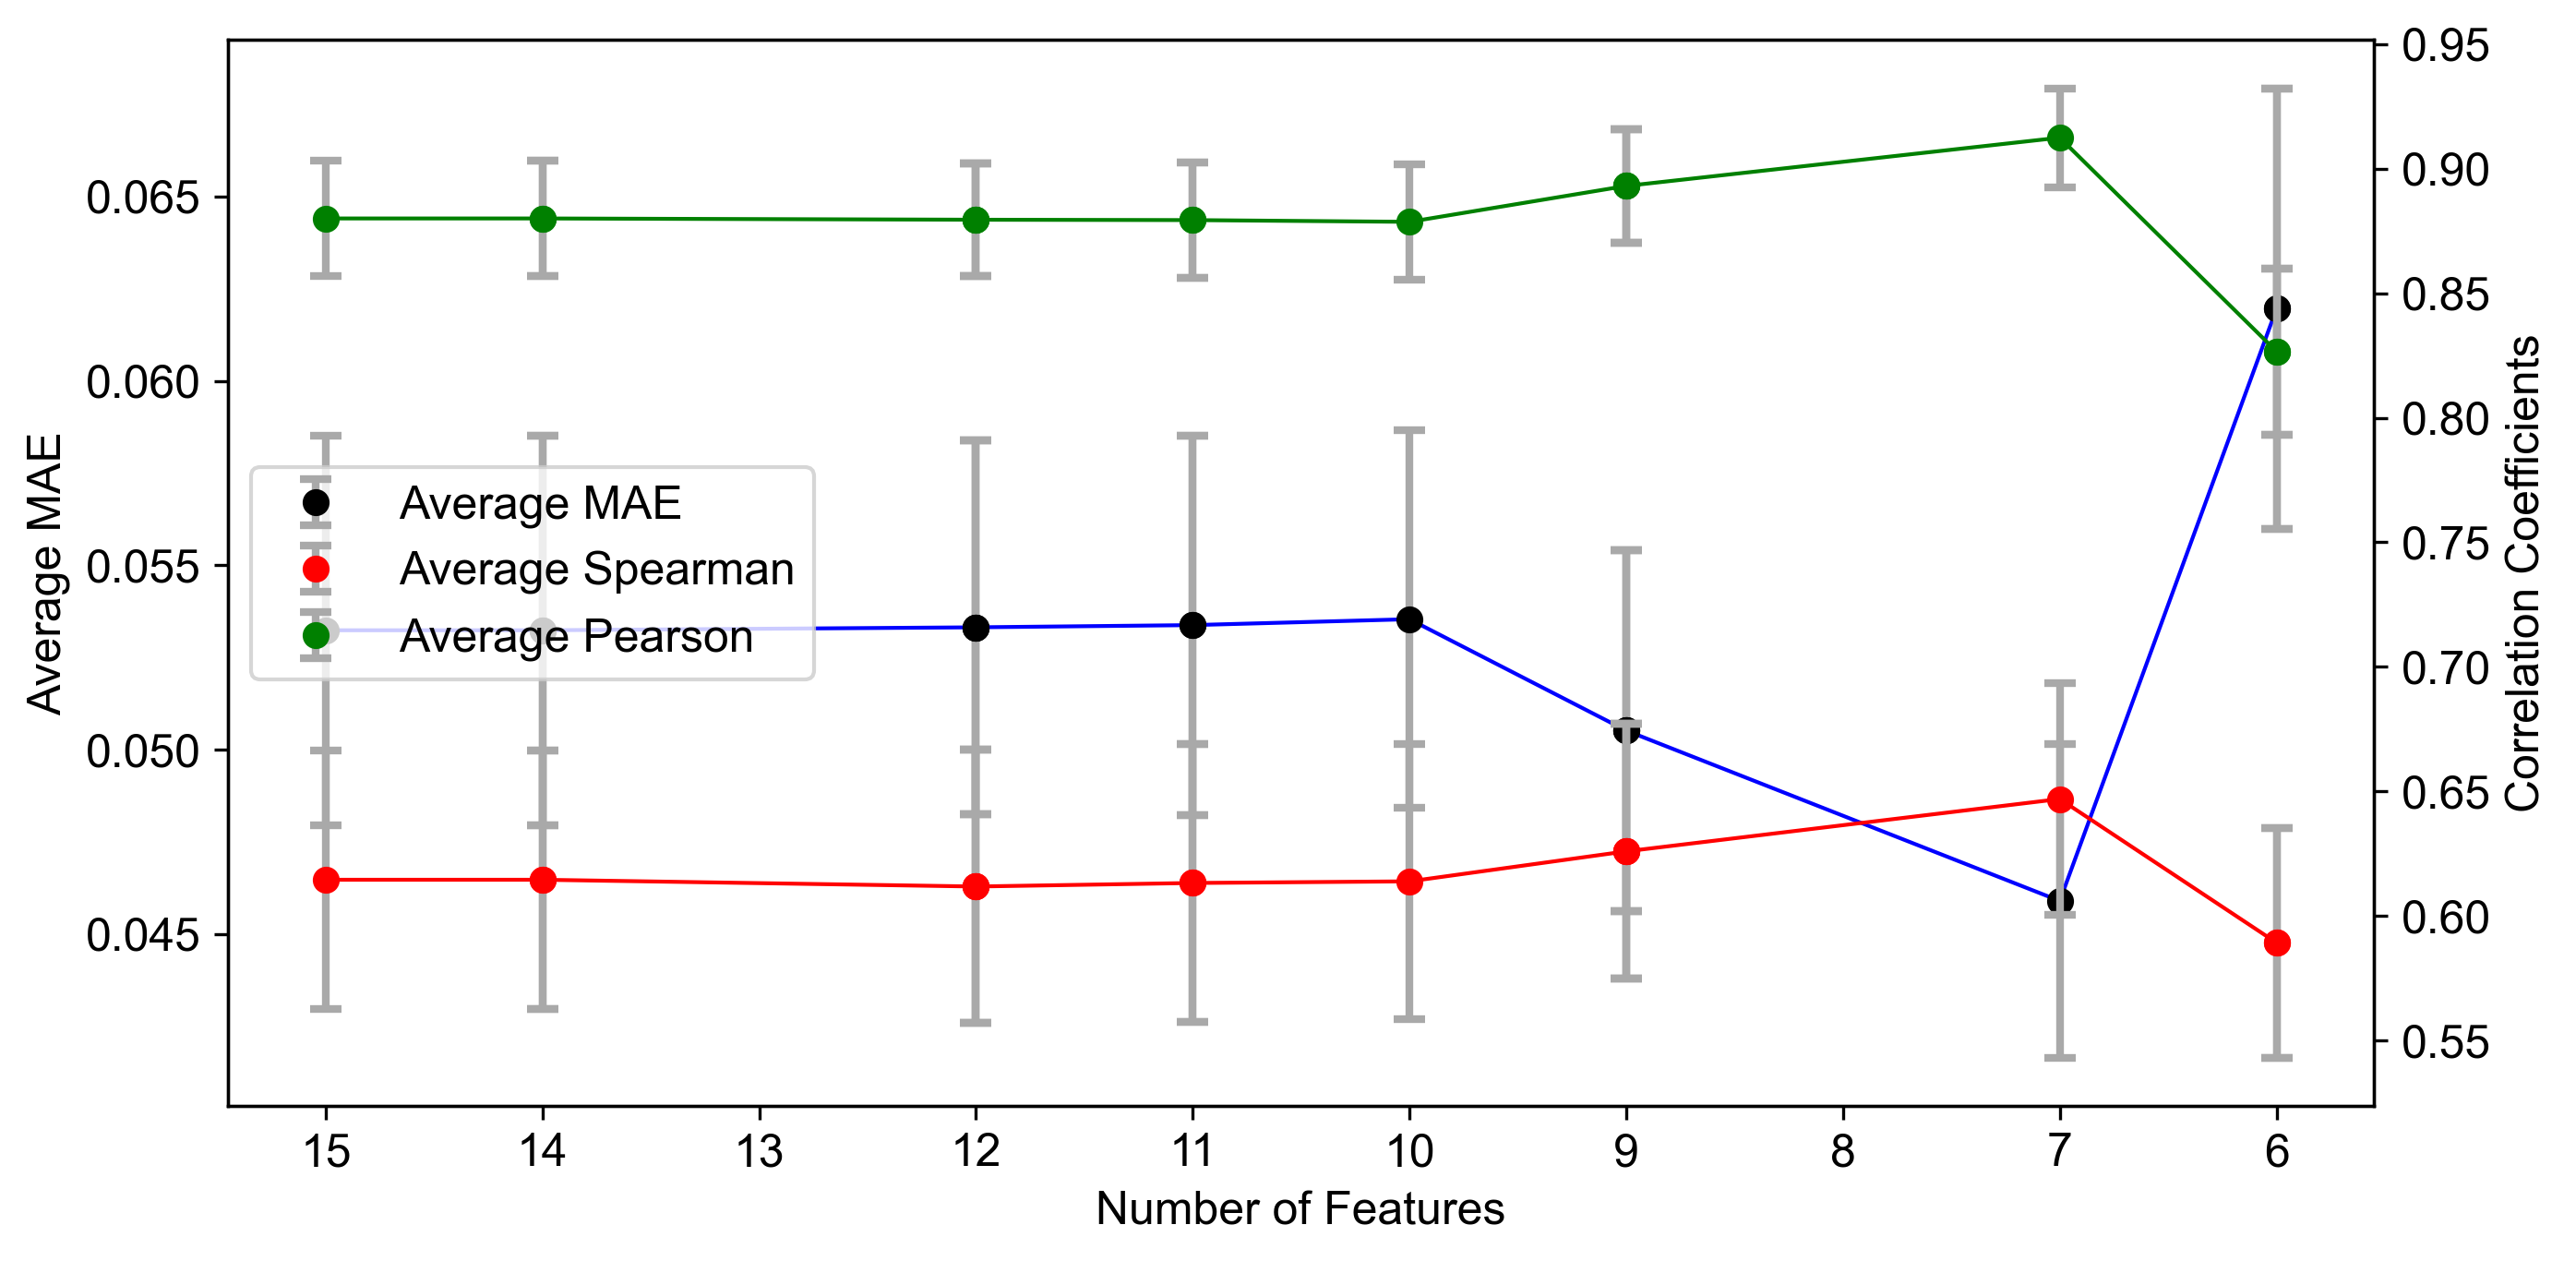 0.95
0.90
0.85
0.80
0.75
0.70
0.65
0.60
0.55
0.065
0.060
0.055
0.050
0.045
Average MAE
Correlation Coefficients
Average MAE
Average Spearman
Average Pearson
15 14 13 12 11 10 9 8 7 6
Number of Features